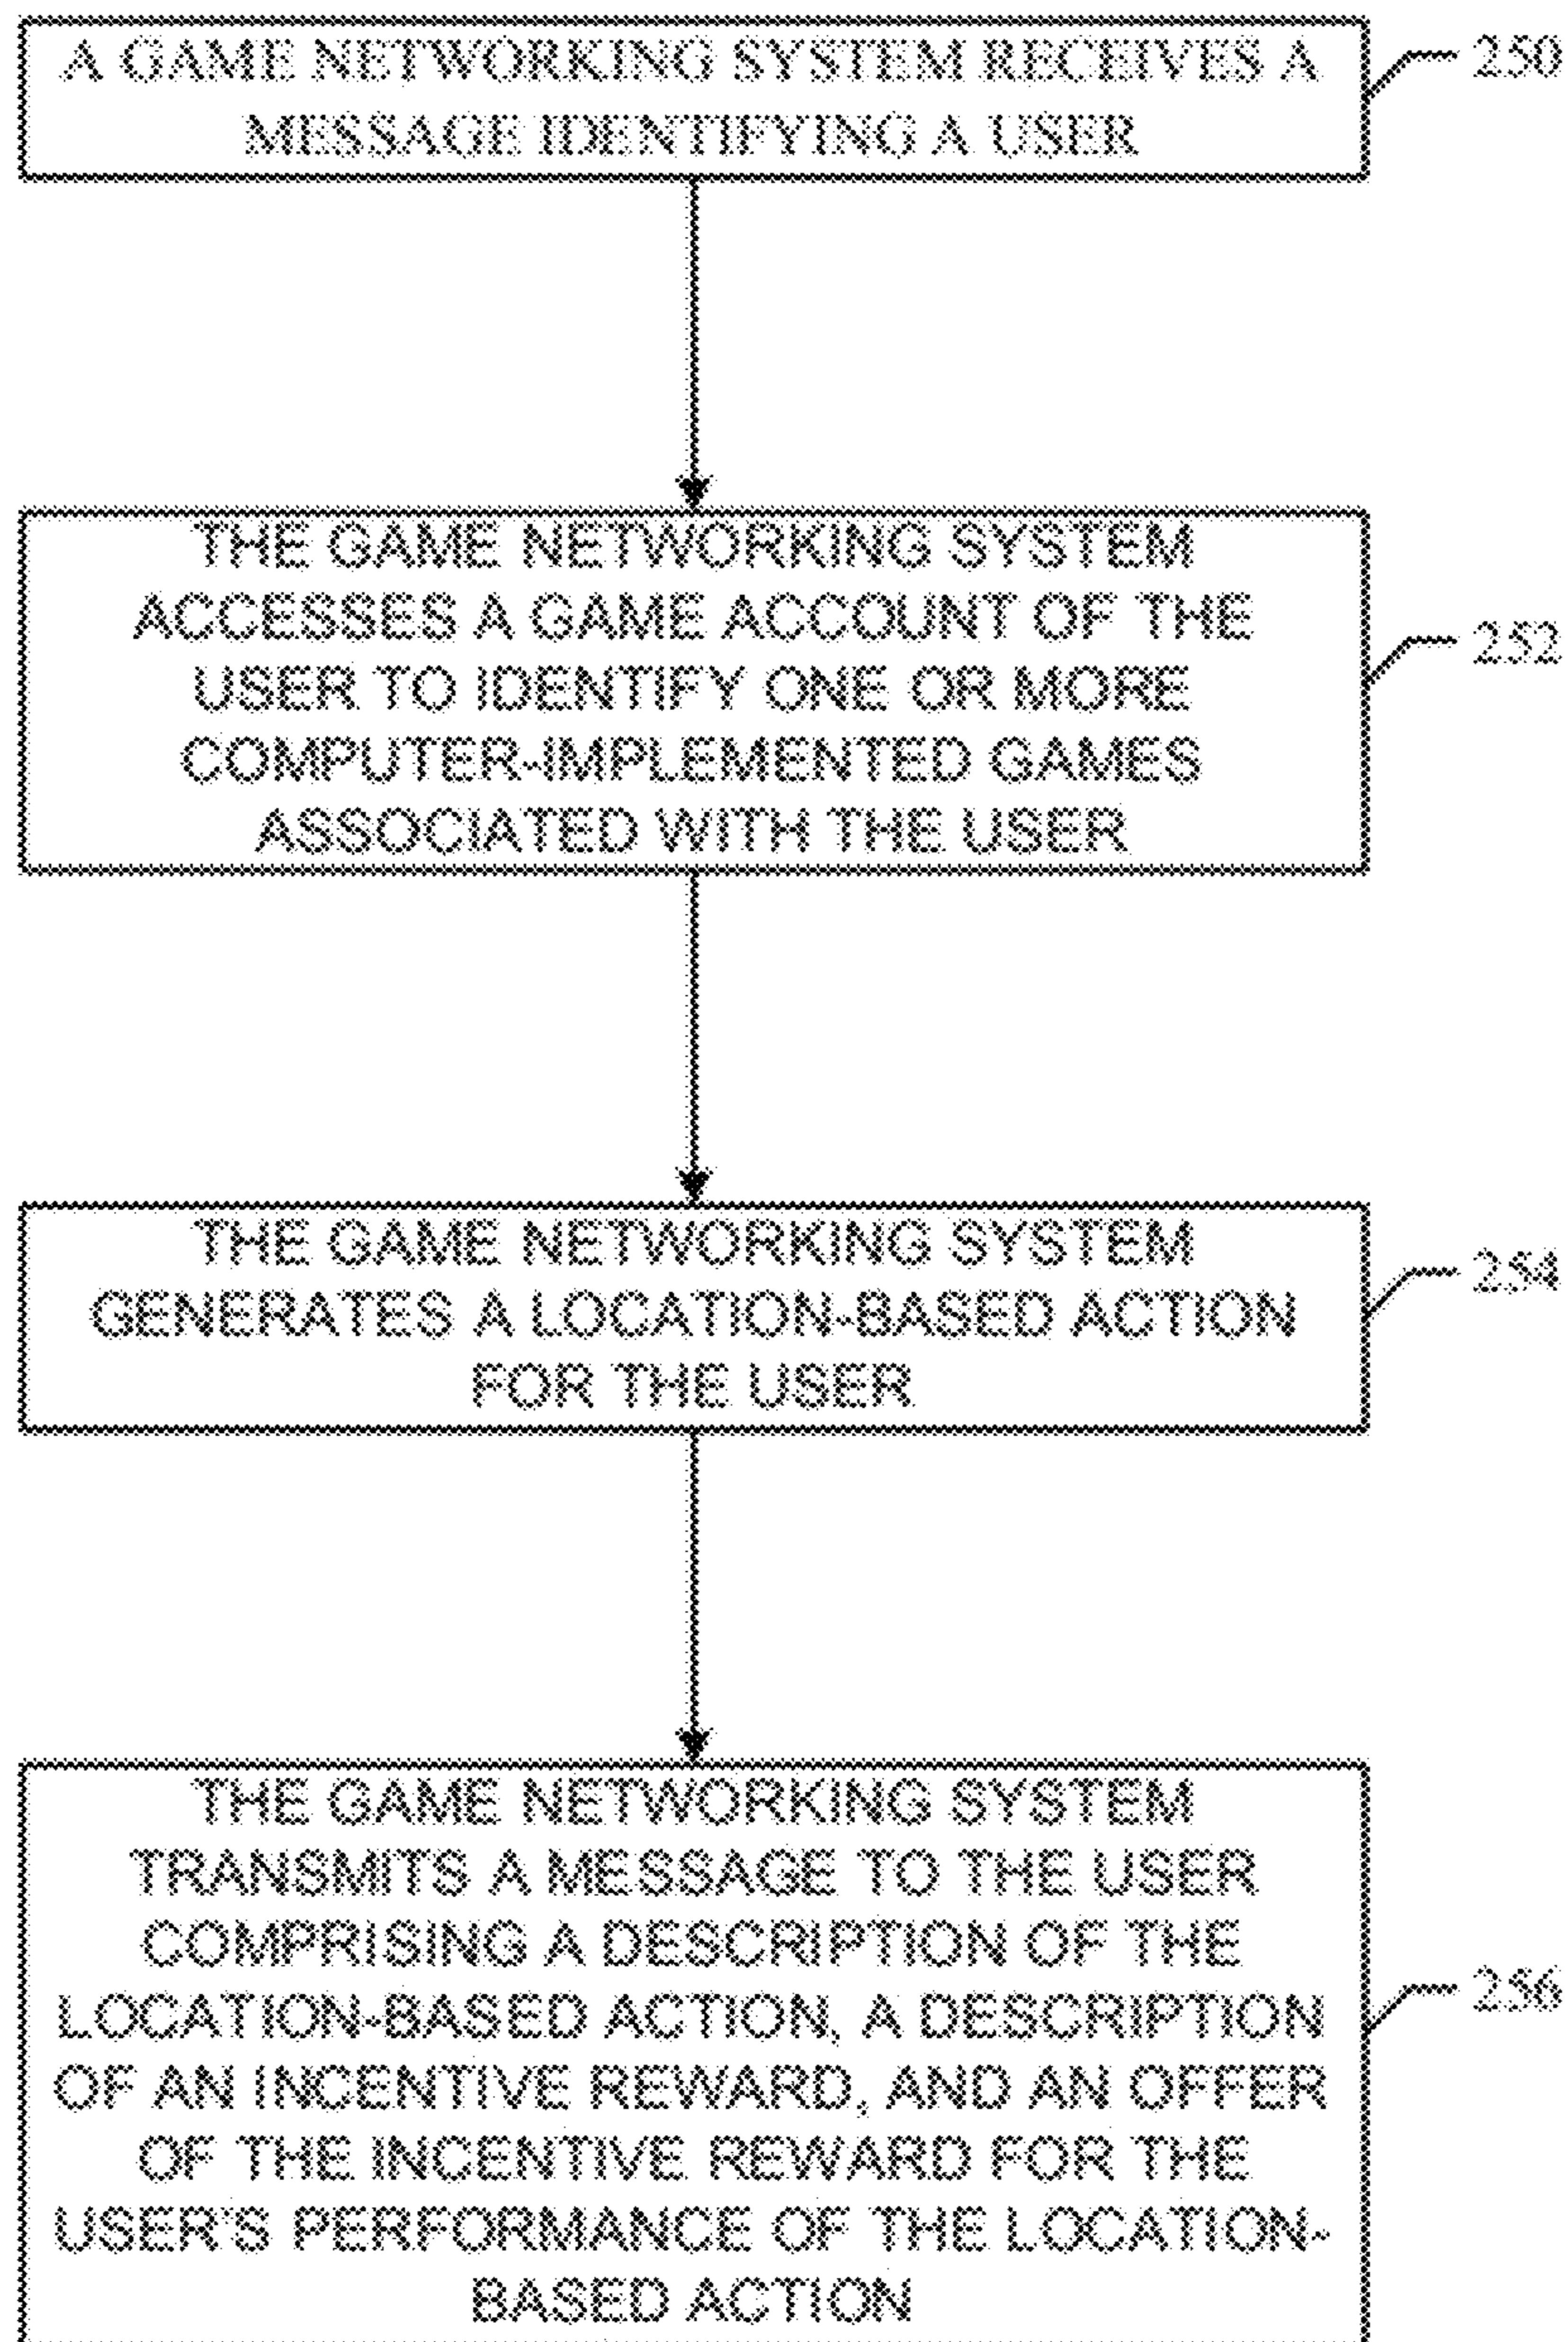 A GAME NETWORKING SYSTEM RECEIVES A
MESSAGE IDENTIFYING A USER
250
THE GAME NETWORKING SYSTEM
ACCESSES A GAME ACCOUNT OF THE
USER TO IDENTIFY ONE OR MORE
COMPUTER-IMPLEMENTED GAMES
ASSOCIATED WITH THE USER
252
THE GAME NETWORKING SYSTEM
GENERATES A LOCATION-BASED ACTION
FOR THE USER
254
THE GAME NETWORKING SYSTEM
TRANSMITS A MESSAGE TO THE USER
COMPRISING A DESCRIPTION OF THE
LOCATION-BASED ACTION, A DESCRIPTION
OF AN INCENTIVE REWARD, AND AN OFFER
OF THE INCENTIVE REWARD FOR THE
USER'S PERFORMANCE OF THE LOCATION-
BASED ACTION
256